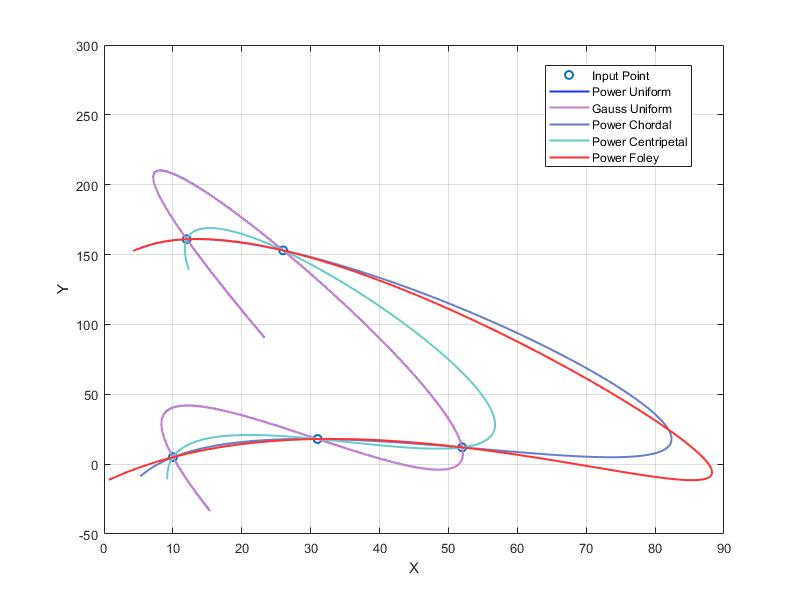 300
250
200
150
100
50
0
-50
Y
0 10 20 30 40 50 60 70 80 90
X
Input Point
Power Uniform
Gauss Uniform
Power Chordal
Power Centripetal
Power Foley